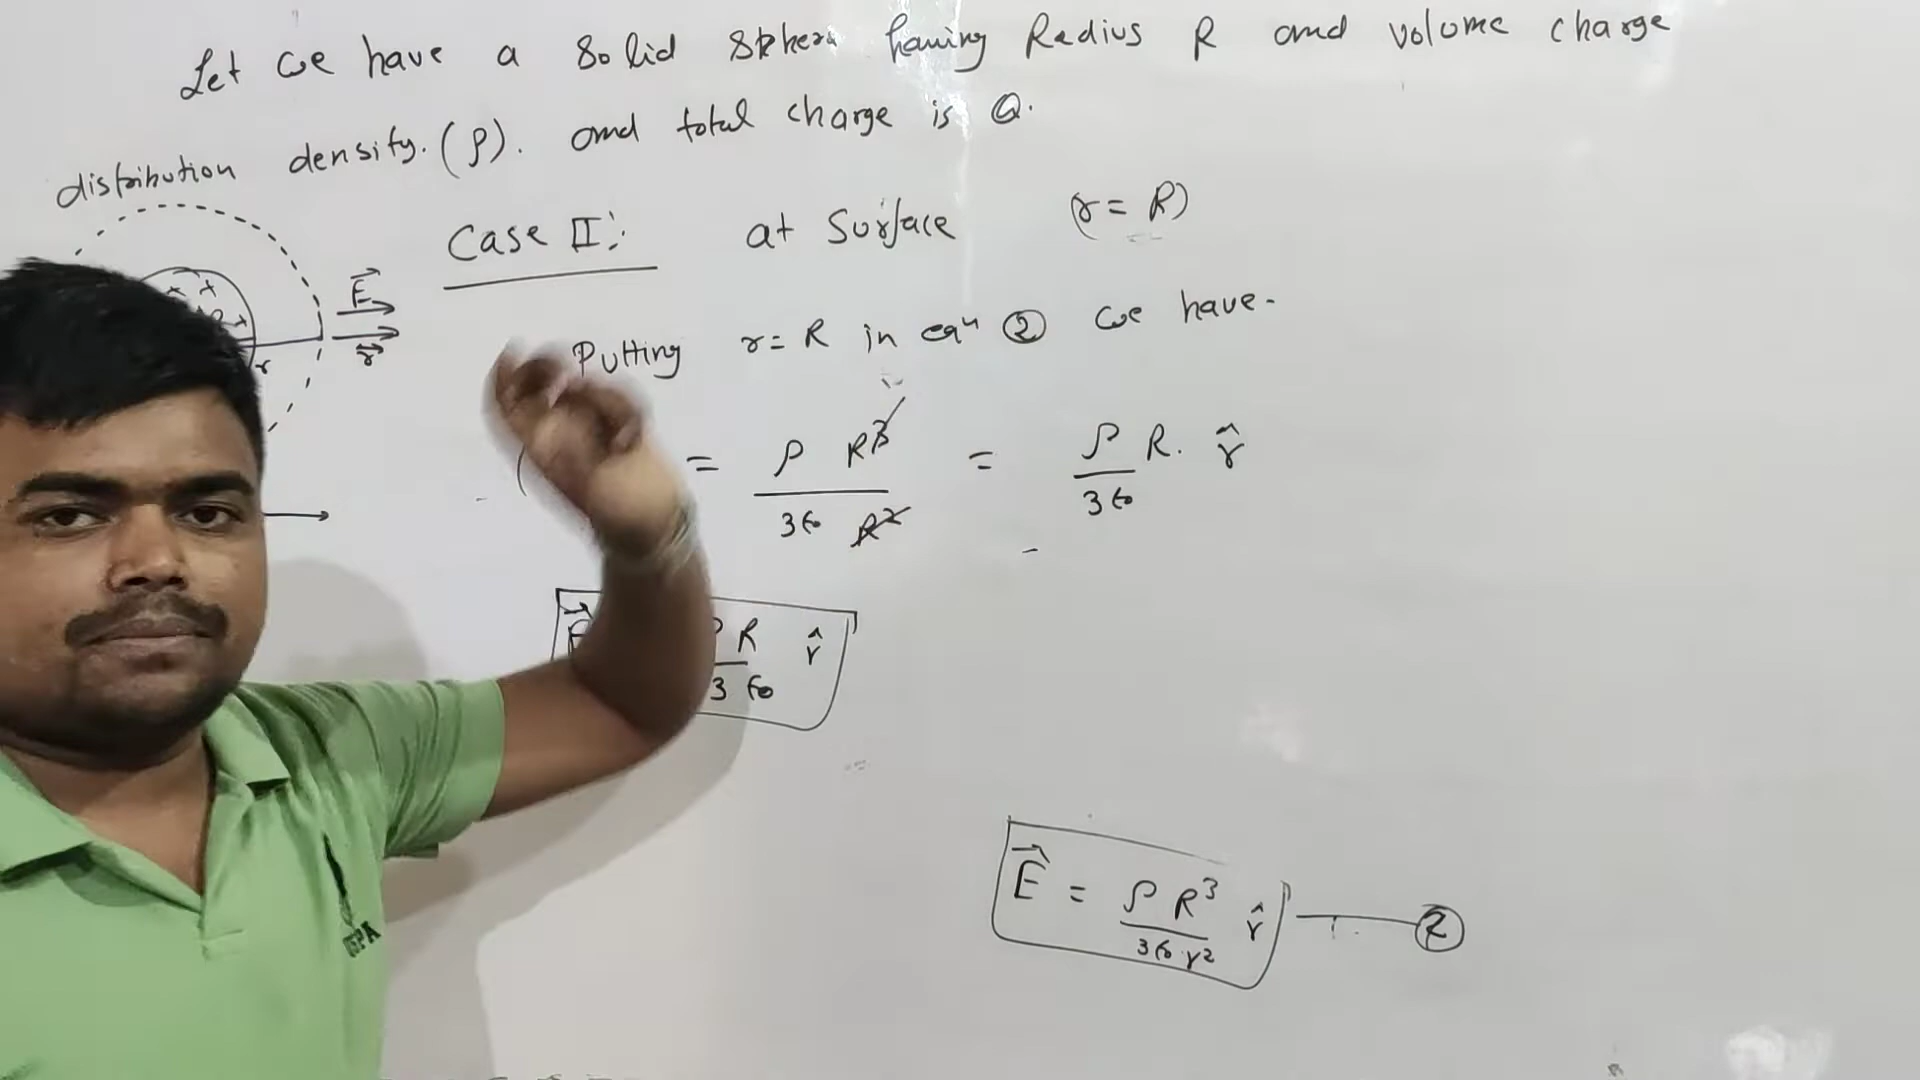 Let we have a Solid Sphere having Radius R and volume charge
distribution density. (ρ). and total charge is Q.
Case II: at Surface (r = R)
E⃗
r⃗
r
Putting r = R in eqn ② we have.
= ρ R³ / 3ϵ₀ R² = ρ / 3ϵ₀ R. r̂
R / 3 ϵ₀ r̂
E⃗ = ρ R³ / 3ϵ₀ r² r̂ — ②